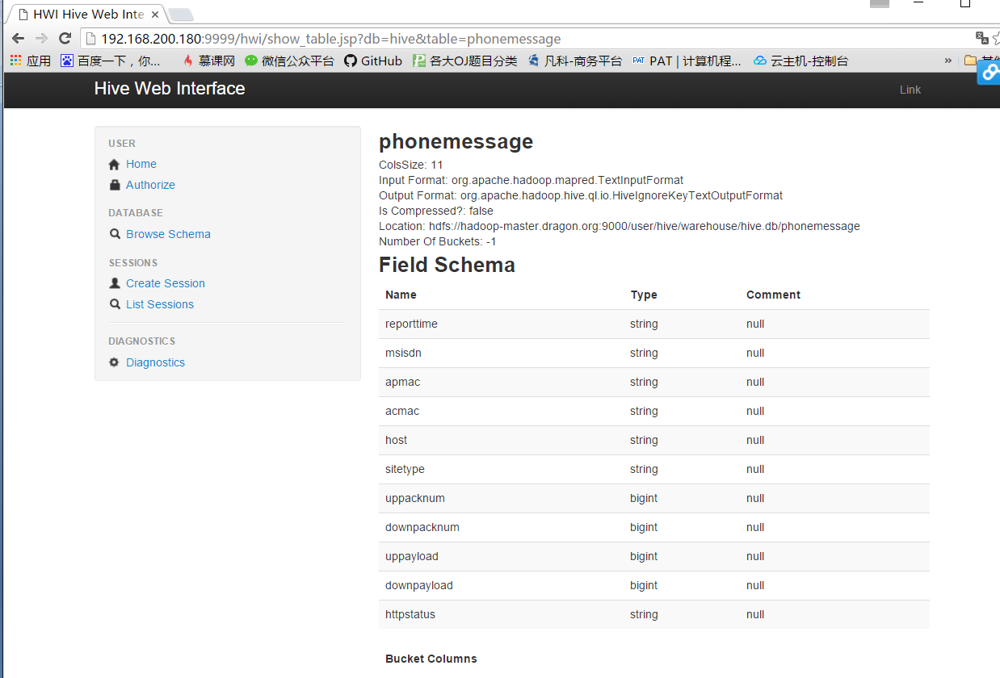 HWI Hive Web Inte
192.168.200.180:9999/hwi/show_table.jsp?db=hive&table=phonemessage
应用 百度一下，你... 慕课网 微信公众平台 GitHub 各大OJ题目分类 凡科-商务平台 PAT PAT | 计算机程... 云主机-控制台 »
Hive Web Interface Link
USER
Home
Authorize
DATABASE
Browse Schema
SESSIONS
Create Session
List Sessions
DIAGNOSTICS
Diagnostics
phonemessage
ColsSize: 11
Input Format: org.apache.hadoop.mapred.TextInputFormat
Output Format: org.apache.hadoop.hive.ql.io.HiveIgnoreKeyTextOutputFormat
Is Compressed?: false
Location: hdfs://hadoop-master.dragon.org:9000/user/hive/warehouse/hive.db/phonemessage
Number Of Buckets: -1
Field Schema
Name Type Comment
reporttime string null
msisdn string null
apmac string null
acmac string null
host string null
sitetype string null
uppacknum bigint null
downpacknum bigint null
uppayload bigint null
downpayload bigint null
httpstatus string null
Bucket Columns